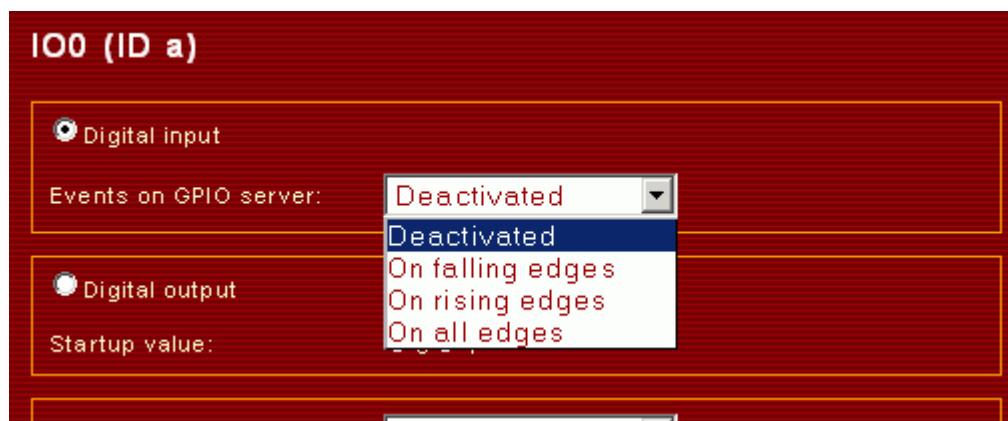 IO0 (ID a)
Digital input
Events on GPIO server: Deactivated
Deactivated
On falling edges
Digital output
On rising edges
Startup value: On all edges